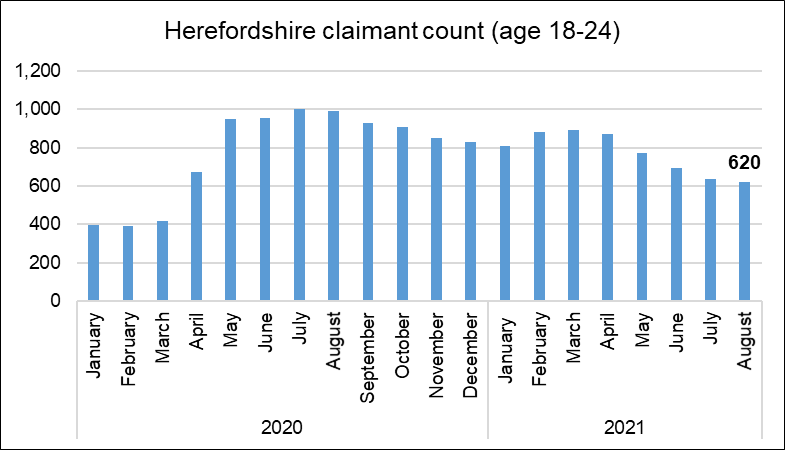 Herefordshire claimant count (age 18-24)
1,200
1,000
800
600
400
200
0
620
January
February
March
April
May
June
July
August
September
October
November
December
January
February
March
April
May
June
July
August
2020
2021